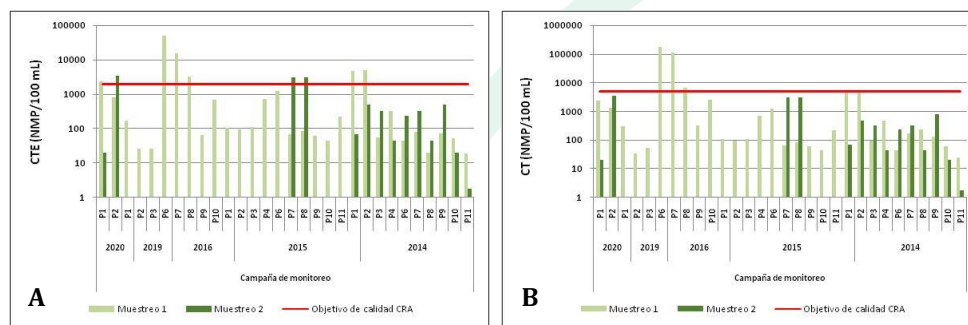 100000
10000
1000
100
10
1
CTE (NMP/100 mL)
P1 P2 P2 P3 P6 P7 P8 P9 P10 P1 P2 P3 P4 P6 P7 P8 P9 P10 P11 P1 P2 P3 P4 P6 P7 P8 P9 P10 P11
2020 2019 2016 2015 2014
Campaña de monitoreo
A
Muestreo 1 Muestreo 2 Objetivo de calidad CRA
1000000
100000
10000
1000
100
10
1
CT (NMP/100 mL)
P1 P2 P2 P3 P6 P7 P8 P9 P10 P1 P2 P3 P4 P6 P7 P8 P9 P10 P11 P1 P2 P3 P4 P6 P7 P8 P9 P10 P11
2020 2019 2016 2015 2014
Campaña de monitoreo
B
Muestreo 1 Muestreo 2 Objetivo de calidad CRA